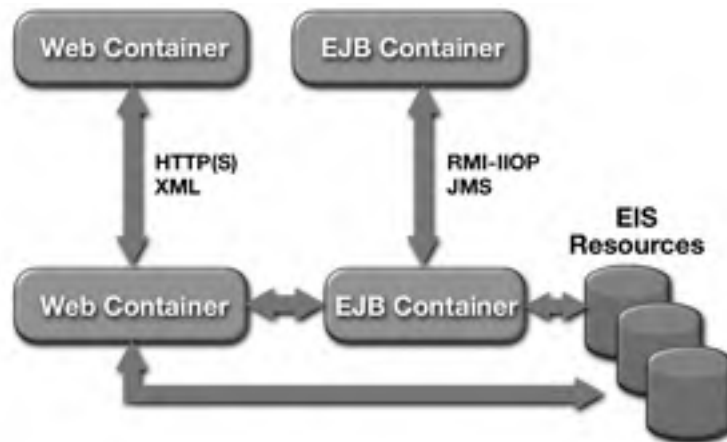 Web Container
EJB Container
HTTP(S)
XML
RMI-IIOP
JMS
EIS
Resources
Web Container
EJB Container